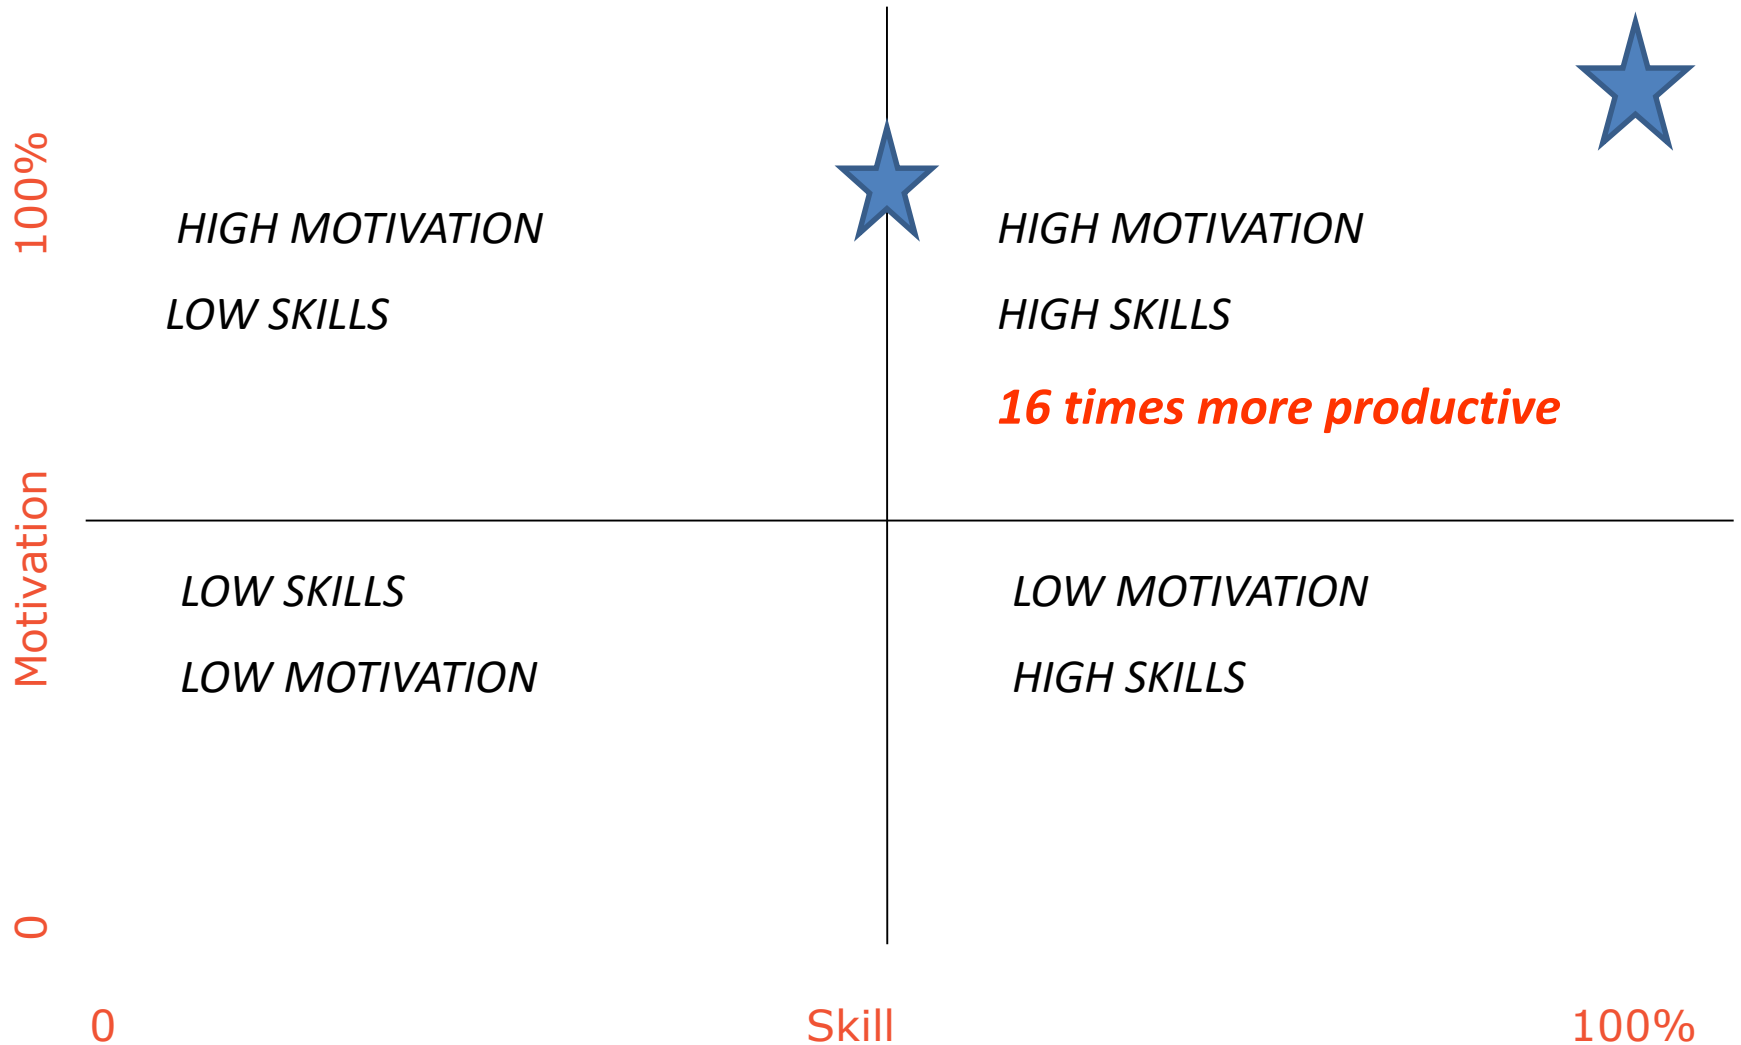 100%
HIGH MOTIVATION
LOW SKILLS
HIGH MOTIVATION
HIGH SKILLS
16 times more productive
Motivation
LOW SKILLS
LOW MOTIVATION
LOW MOTIVATION
HIGH SKILLS
0
0
Skill
100%